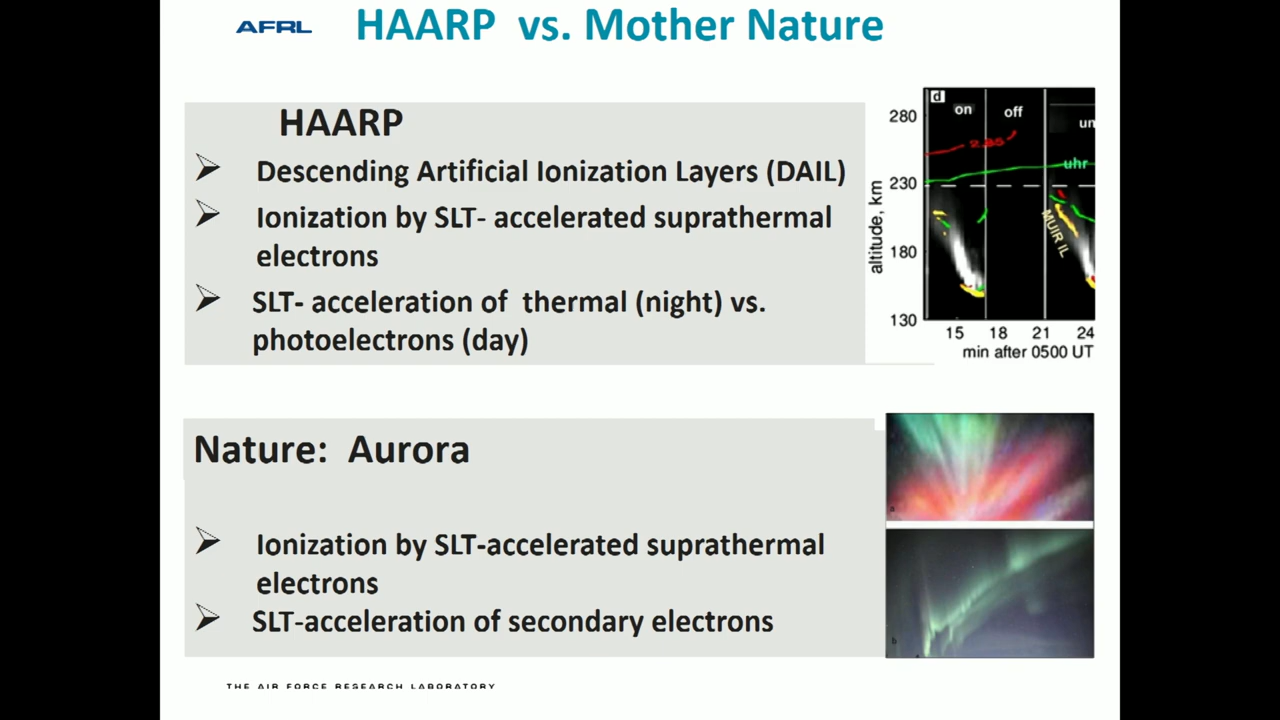 AFRL
HAARP vs. Mother Nature
HAARP
Descending Artificial Ionization Layers (DAIL)
Ionization by SLT- accelerated suprathermal
electrons
SLT- acceleration of thermal (night) vs.
photoelectrons (day)
d
on
off
un
280
230
180
130
altitude, km
2.85
uhr
MUIR IL
15 18 21 24
min after 0500 UT
Nature: Aurora
Ionization by SLT-accelerated suprathermal
electrons
SLT-acceleration of secondary electrons
a
b
THE AIR FORCE RESEARCH LABORATORY